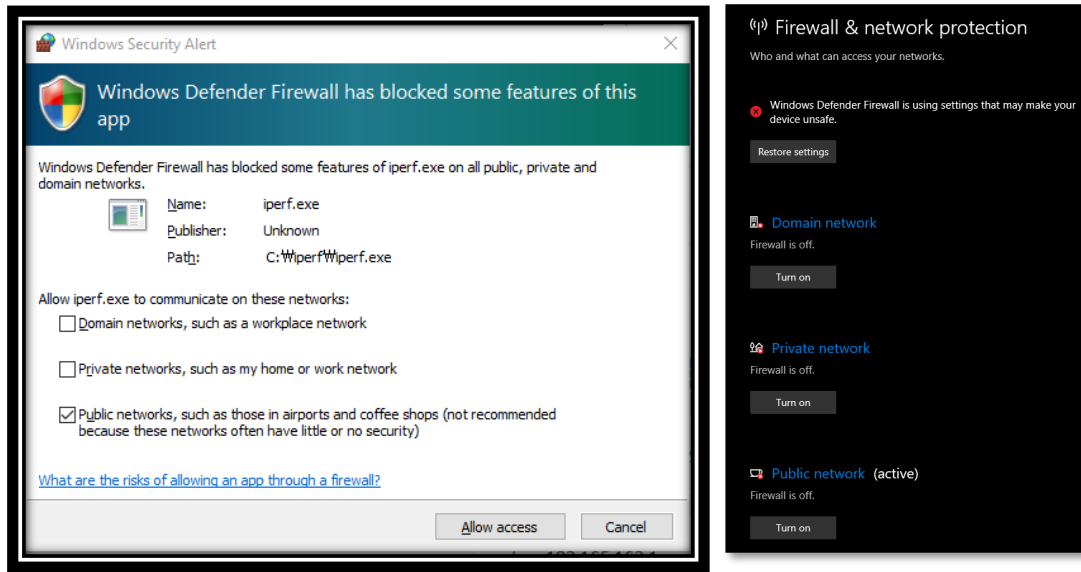 Windows Security Alert
Windows Defender Firewall has blocked some features of this
app
Windows Defender Firewall has blocked some features of iperf.exe on all public, private and
domain networks.
Name: iperf.exe
Publisher: Unknown
Path: C:₩iperf₩iperf.exe
Allow iperf.exe to communicate on these networks:
Domain networks, such as a workplace network
Private networks, such as my home or work network
Public networks, such as those in airports and coffee shops (not recommended
because these networks often have little or no security)
What are the risks of allowing an app through a firewall?
Allow access
Cancel
Firewall & network protection
Who and what can access your networks.
Windows Defender Firewall is using settings that may make your
device unsafe.
Restore settings
Domain network
Firewall is off.
Turn on
Private network
Firewall is off.
Turn on
Public network (active)
Firewall is off.
Turn on